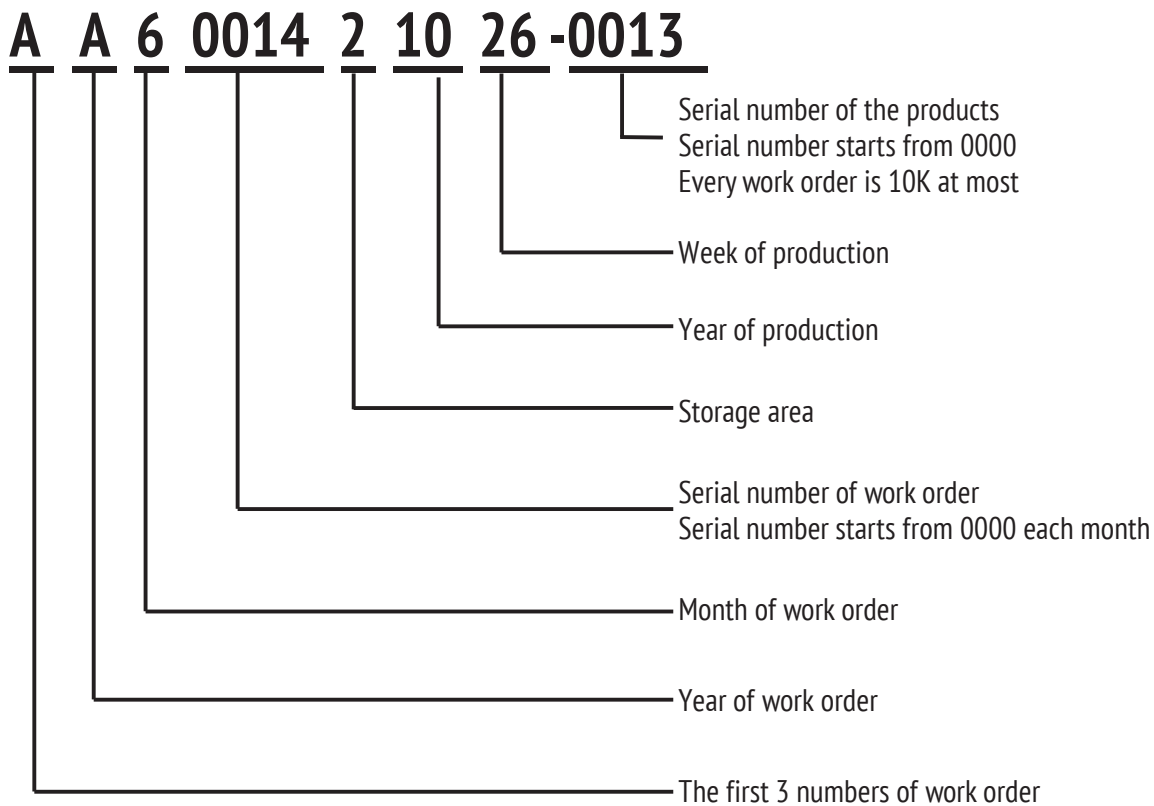 A A 6 0014 2 10 26 -0013
Serial number of the products
Serial number starts from 0000
Every work order is 10K at most
Week of production
Year of production
Storage area
Serial number of work order
Serial number starts from 0000 each month
Month of work order
Year of work order
The first 3 numbers of work order